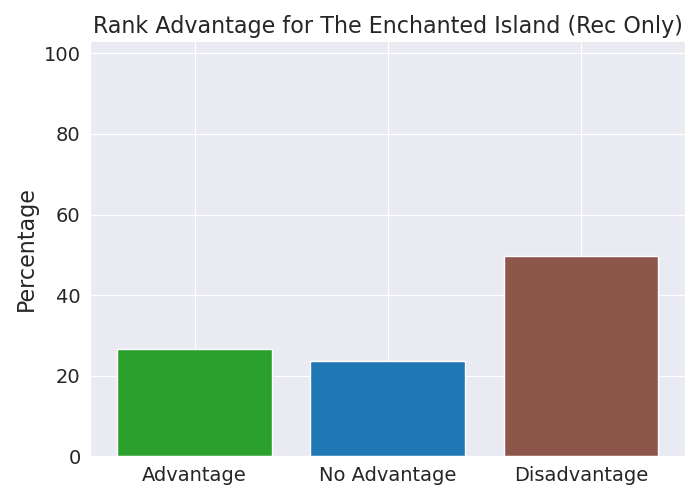 Rank Advantage for The Enchanted Island (Rec Only)
Percentage
100
80
60
40
20
0
Advantage
No Advantage
Disadvantage